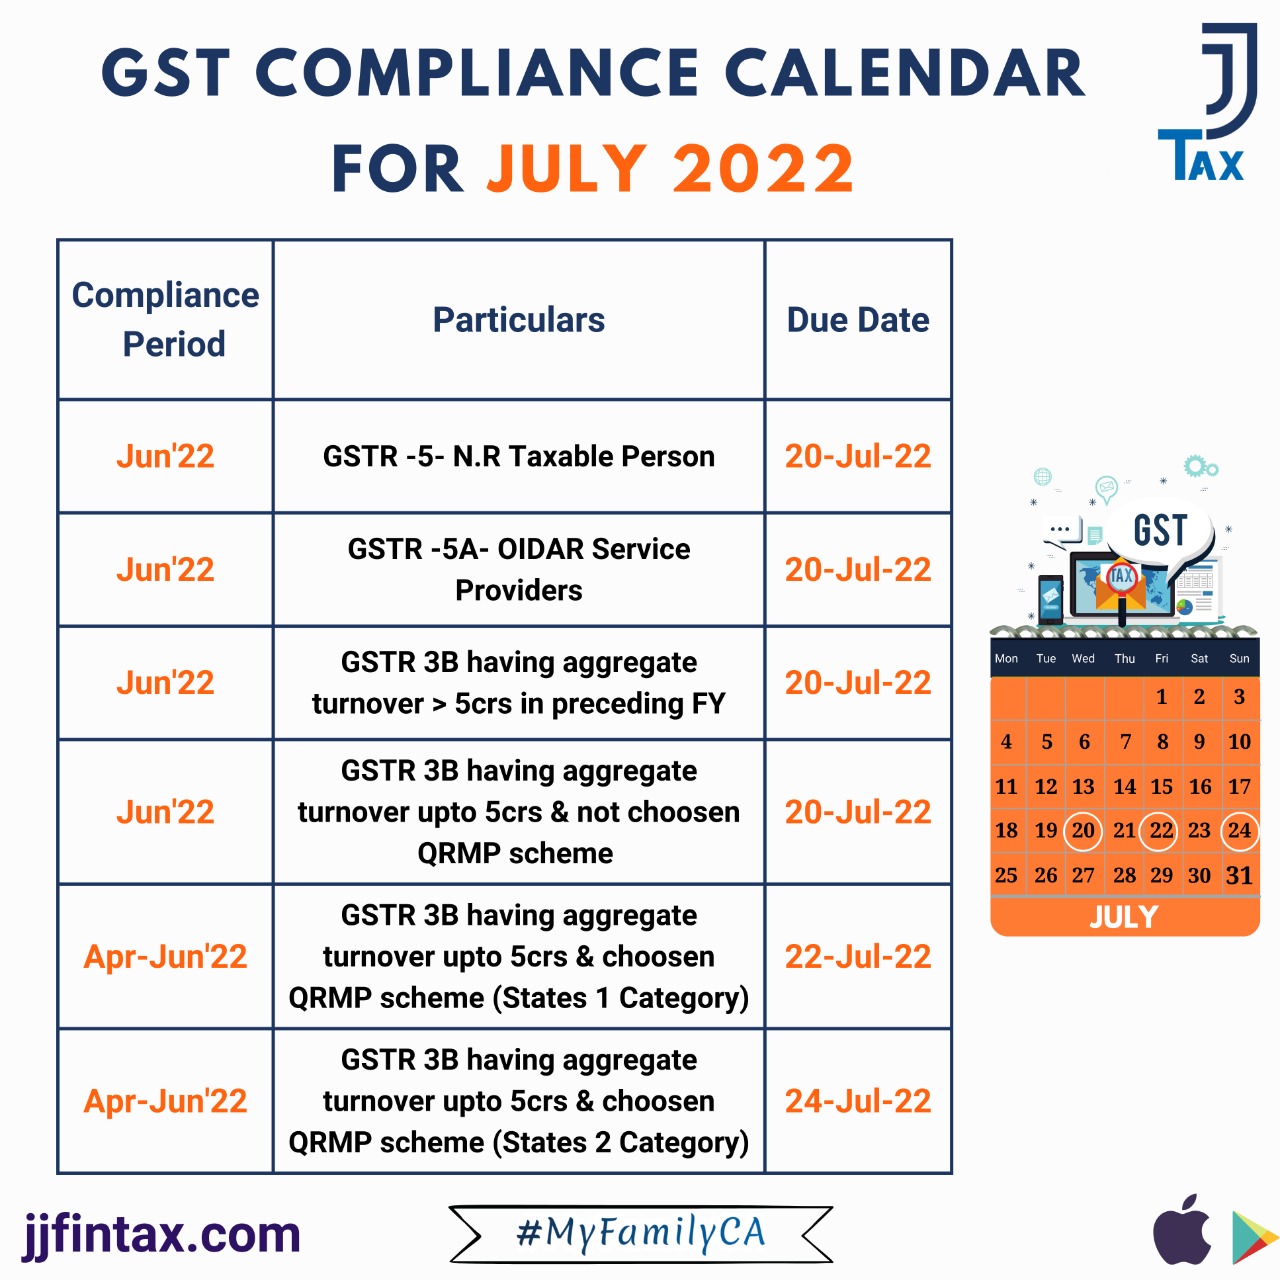 GST COMPLIANCE CALENDAR
FOR JULY 2022
JJ
TAX
Compliance
Period
Particulars
Due Date
Jun'22
GSTR -5- N.R Taxable Person
20-Jul-22
Jun'22
GSTR -5A- OIDAR Service
Providers
20-Jul-22
Jun'22
GSTR 3B having aggregate
turnover > 5crs in preceding FY
20-Jul-22
Jun'22
GSTR 3B having aggregate
turnover upto 5crs & not choosen
QRMP scheme
20-Jul-22
Apr-Jun'22
GSTR 3B having aggregate
turnover upto 5crs & choosen
QRMP scheme (States 1 Category)
22-Jul-22
Apr-Jun'22
GSTR 3B having aggregate
turnover upto 5crs & choosen
QRMP scheme (States 2 Category)
24-Jul-22
GST
TAX
Mon Tue Wed Thu Fri Sat Sun
1 2 3
4 5 6 7 8 9 10
11 12 13 14 15 16 17
18 19 20 21 22 23 24
25 26 27 28 29 30 31
JULY
jjfintax.com
#MyFamilyCA